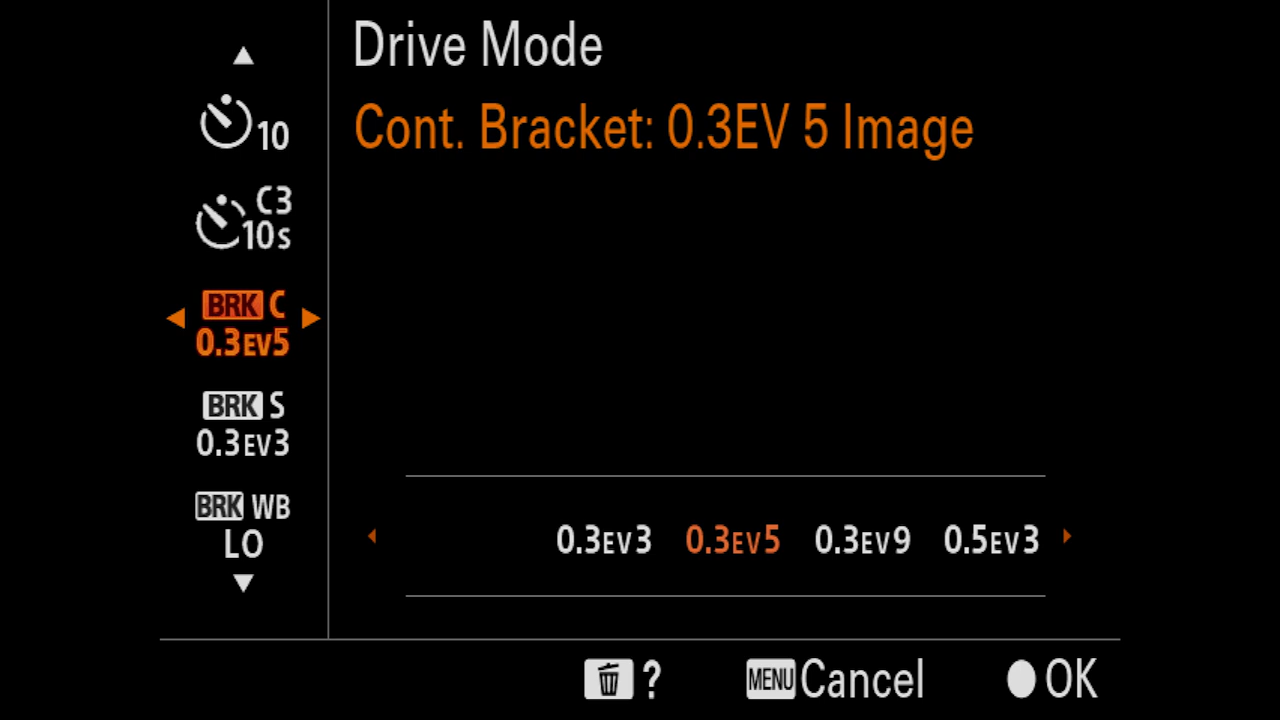 Drive Mode
Cont. Bracket: 0.3EV 5 Image
10
C3
10s
BRK C
0.3EV5
BRK S
0.3EV3
BRK WB
LO
0.3EV3 0.3EV5 0.3EV9 0.5EV3
? MENU Cancel OK